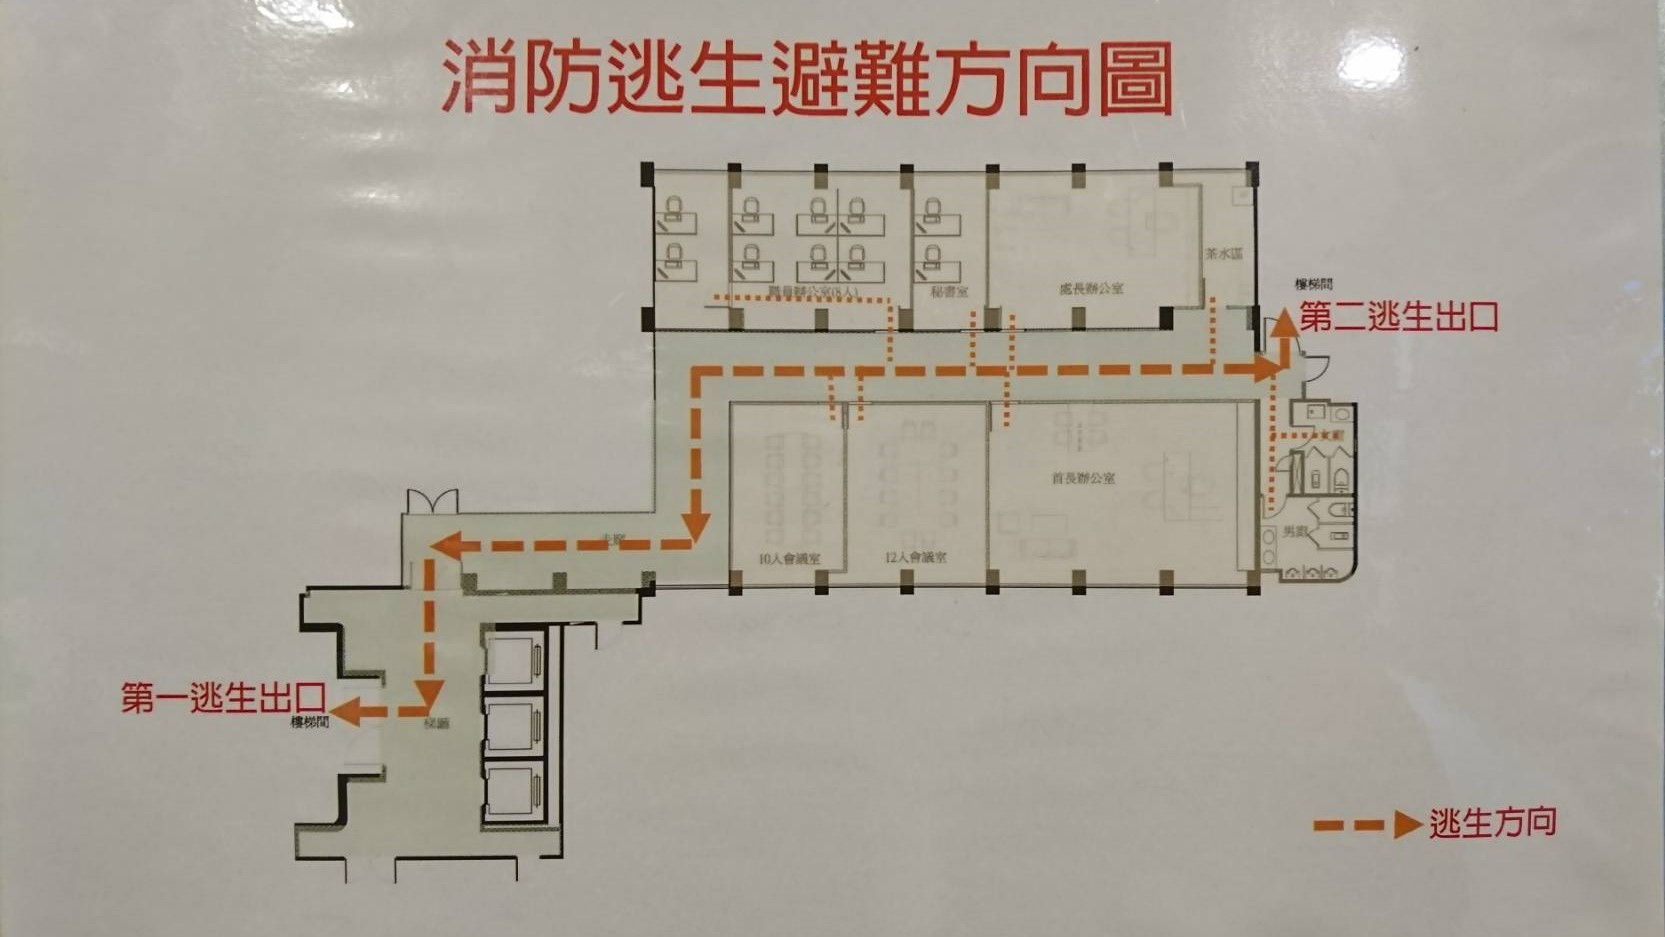 消防逃生避難方向圖
茶水區
樓梯間
第二逃生出口
職員辦公室(8人)
秘書室
處長辦公室
女廁
首長辦公室
男廁
走廊
10人會議室
12人會議室
第一逃生出口
樓梯間
梯廳
逃生方向